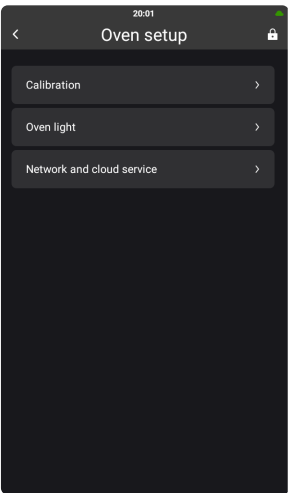 20:01
Oven setup
Calibration
Oven light
Network and cloud service